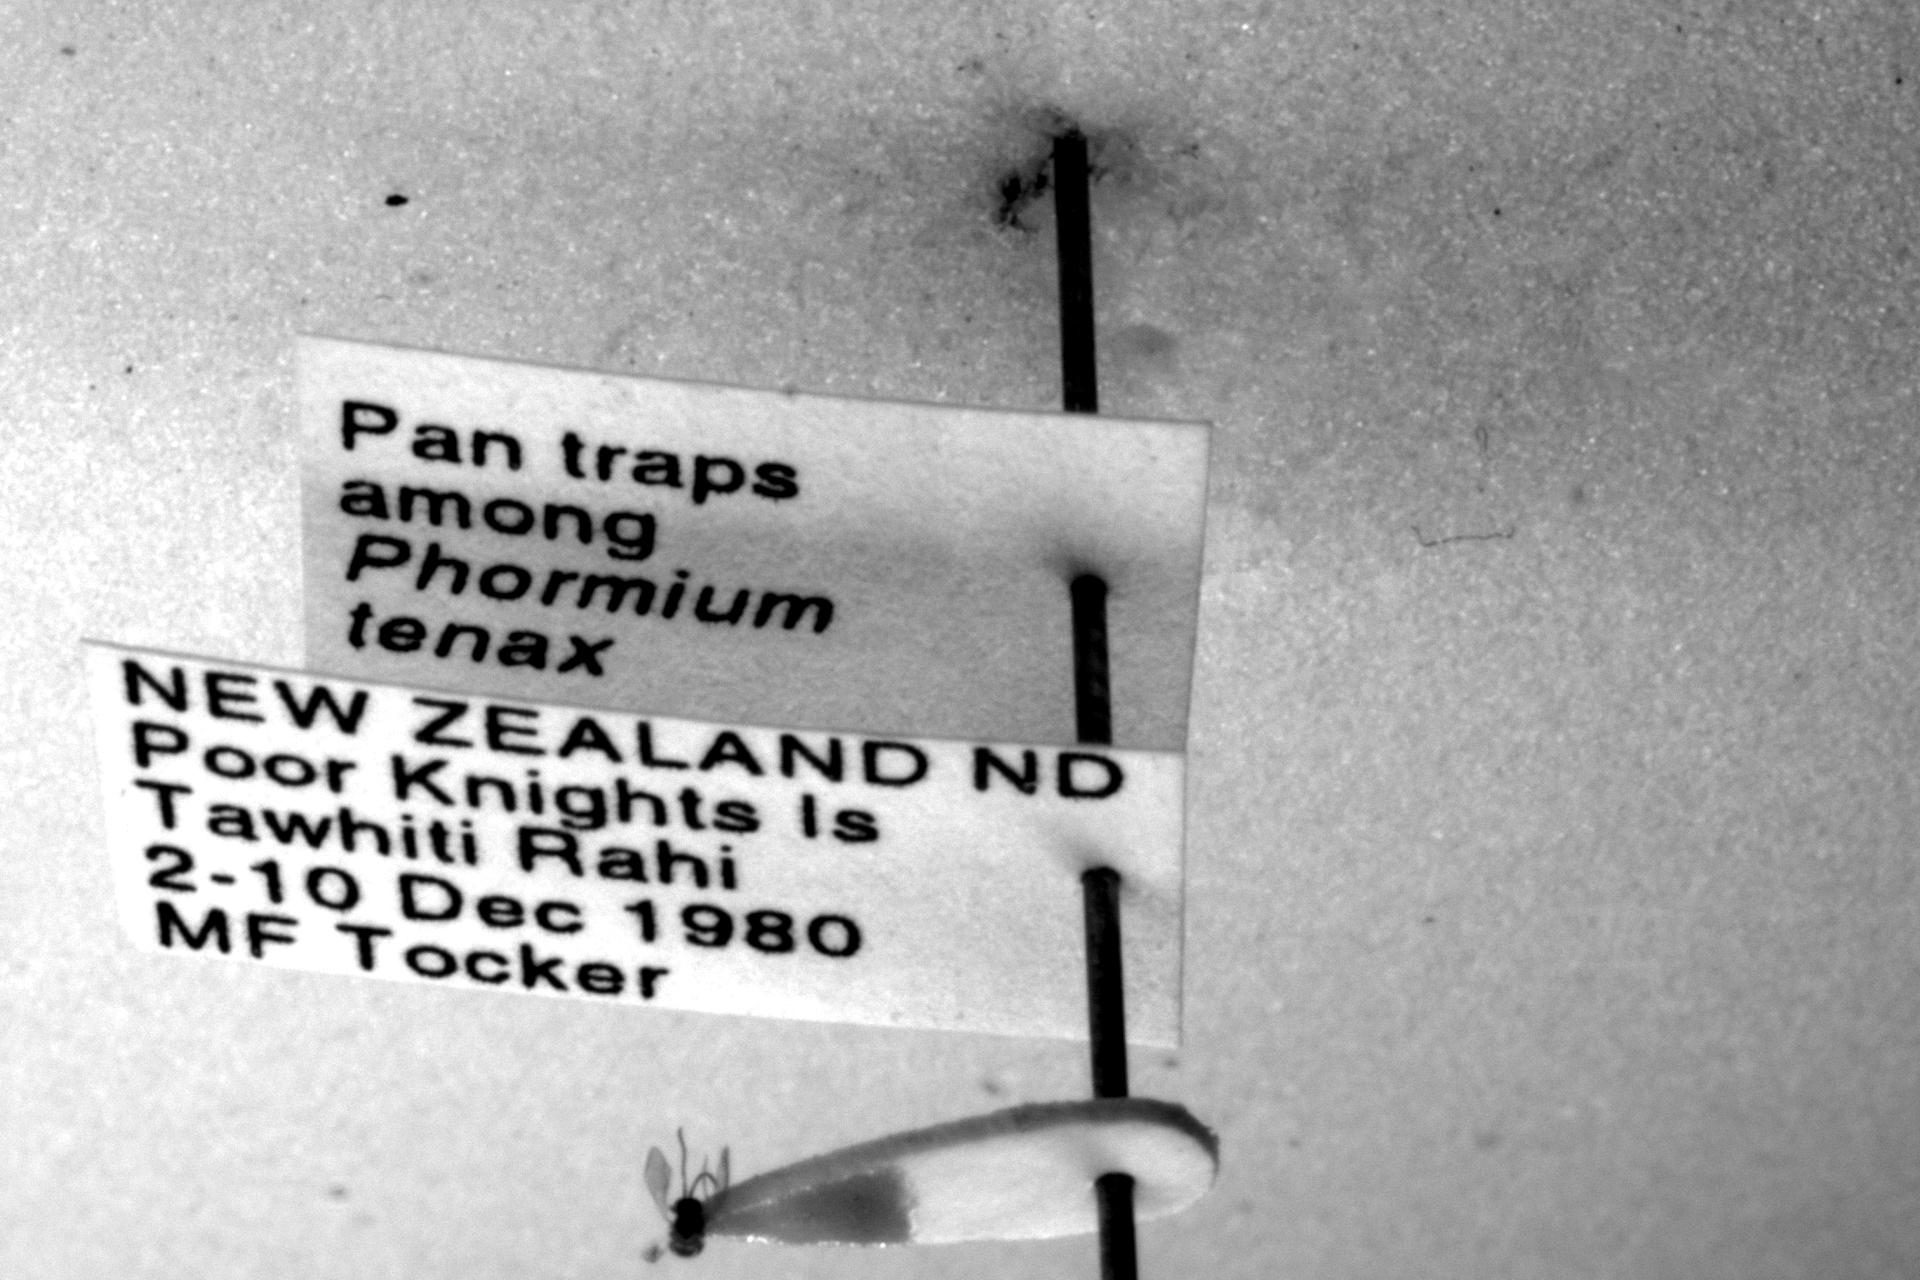 Pan traps
among
Phormium
tenax
NEW ZEALAND ND
Poor Knights Is
Tawhiti Rahi
2-10 Dec 1980
MF Tocker